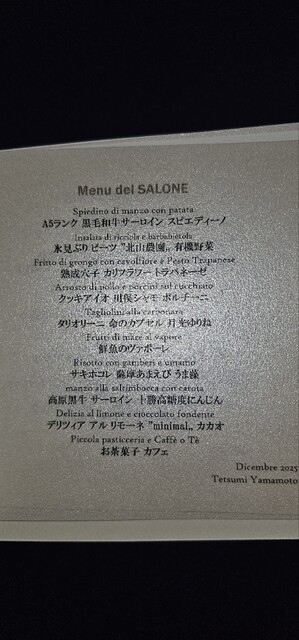 Menu del SALONE
Spiedino di manzo con patata
A5ランク 黒毛和牛サーロイン スピエディーノ
Insalata di ricciola e barbabietola
氷見ぶり ビーツ "北山農園„ 有機野菜
Fritto di grongo con cavolfiore e Pesto Trapanese
熟成穴子 カリフラワー トラパネーゼ
Arrosto di pollo e porcini sul cucchiaio
クッキアイオ 川俣シャモ ポルチーニ
Tagliolini alla carbonara
タリオリーニ 命のカプセル 月光ゆりね
Frutti di mare al vapore
鮮魚のヴァポーレ
Risotto con gamberi e umamo
サキホコレ 薩摩あまえび うま藻
manzo alla saltimbocca con carota
高原黒牛 サーロイン 十勝高糖度にんじん
Delizia al limone e cioccolato fondente
デリツィア アル リモーネ "minimal„ カカオ
Piccola pasticceria e Caffè o Tè
お茶菓子 カフェ
Dicembre 2025
Tetsumi Yamamoto